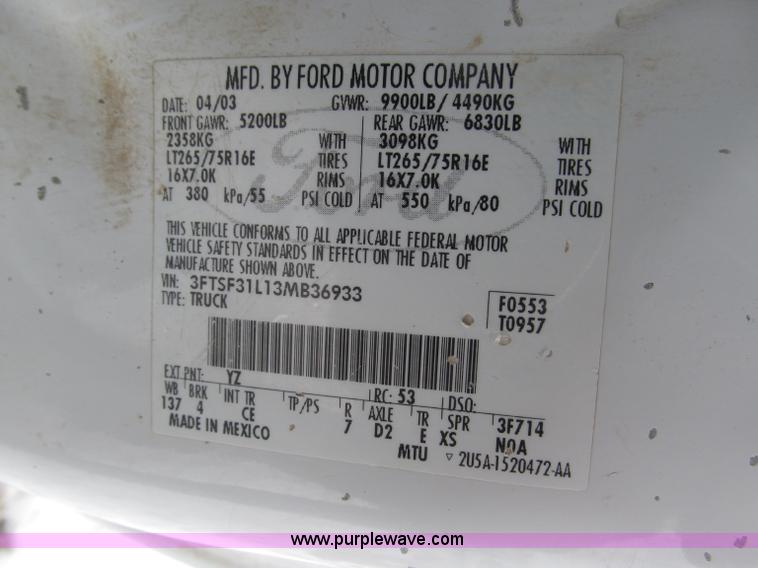 MFD. BY FORD MOTOR COMPANY
DATE: 04/03 GVWR: 9900LB/ 4490KG
FRONT GAWR: 5200LB REAR GAWR: 6830LB
2358KG WITH 3098KG WITH
LT265/75R16E TIRES LT265/75R16E TIRES
16X7.0K RIMS 16X7.0K RIMS
AT 380 kPa/55 PSI COLD AT 550 kPa/80 PSI COLD
Ford
THIS VEHICLE CONFORMS TO ALL APPLICABLE FEDERAL MOTOR
VEHICLE SAFETY STANDARDS IN EFFECT ON THE DATE OF
MANUFACTURE SHOWN ABOVE.
VIN: 3FTSF31L13MB36933
TYPE: TRUCK
F0553
T0957
EXT PNT: YZ RC: 53 DSO:
WB BRK INT TR TP/PS R AXLE TR SPR 3F714
137 4 CE 7 D2 E XS NQA
MADE IN MEXICO MTU ▿ 2U5A-1520472-AA
www.purplewave.com